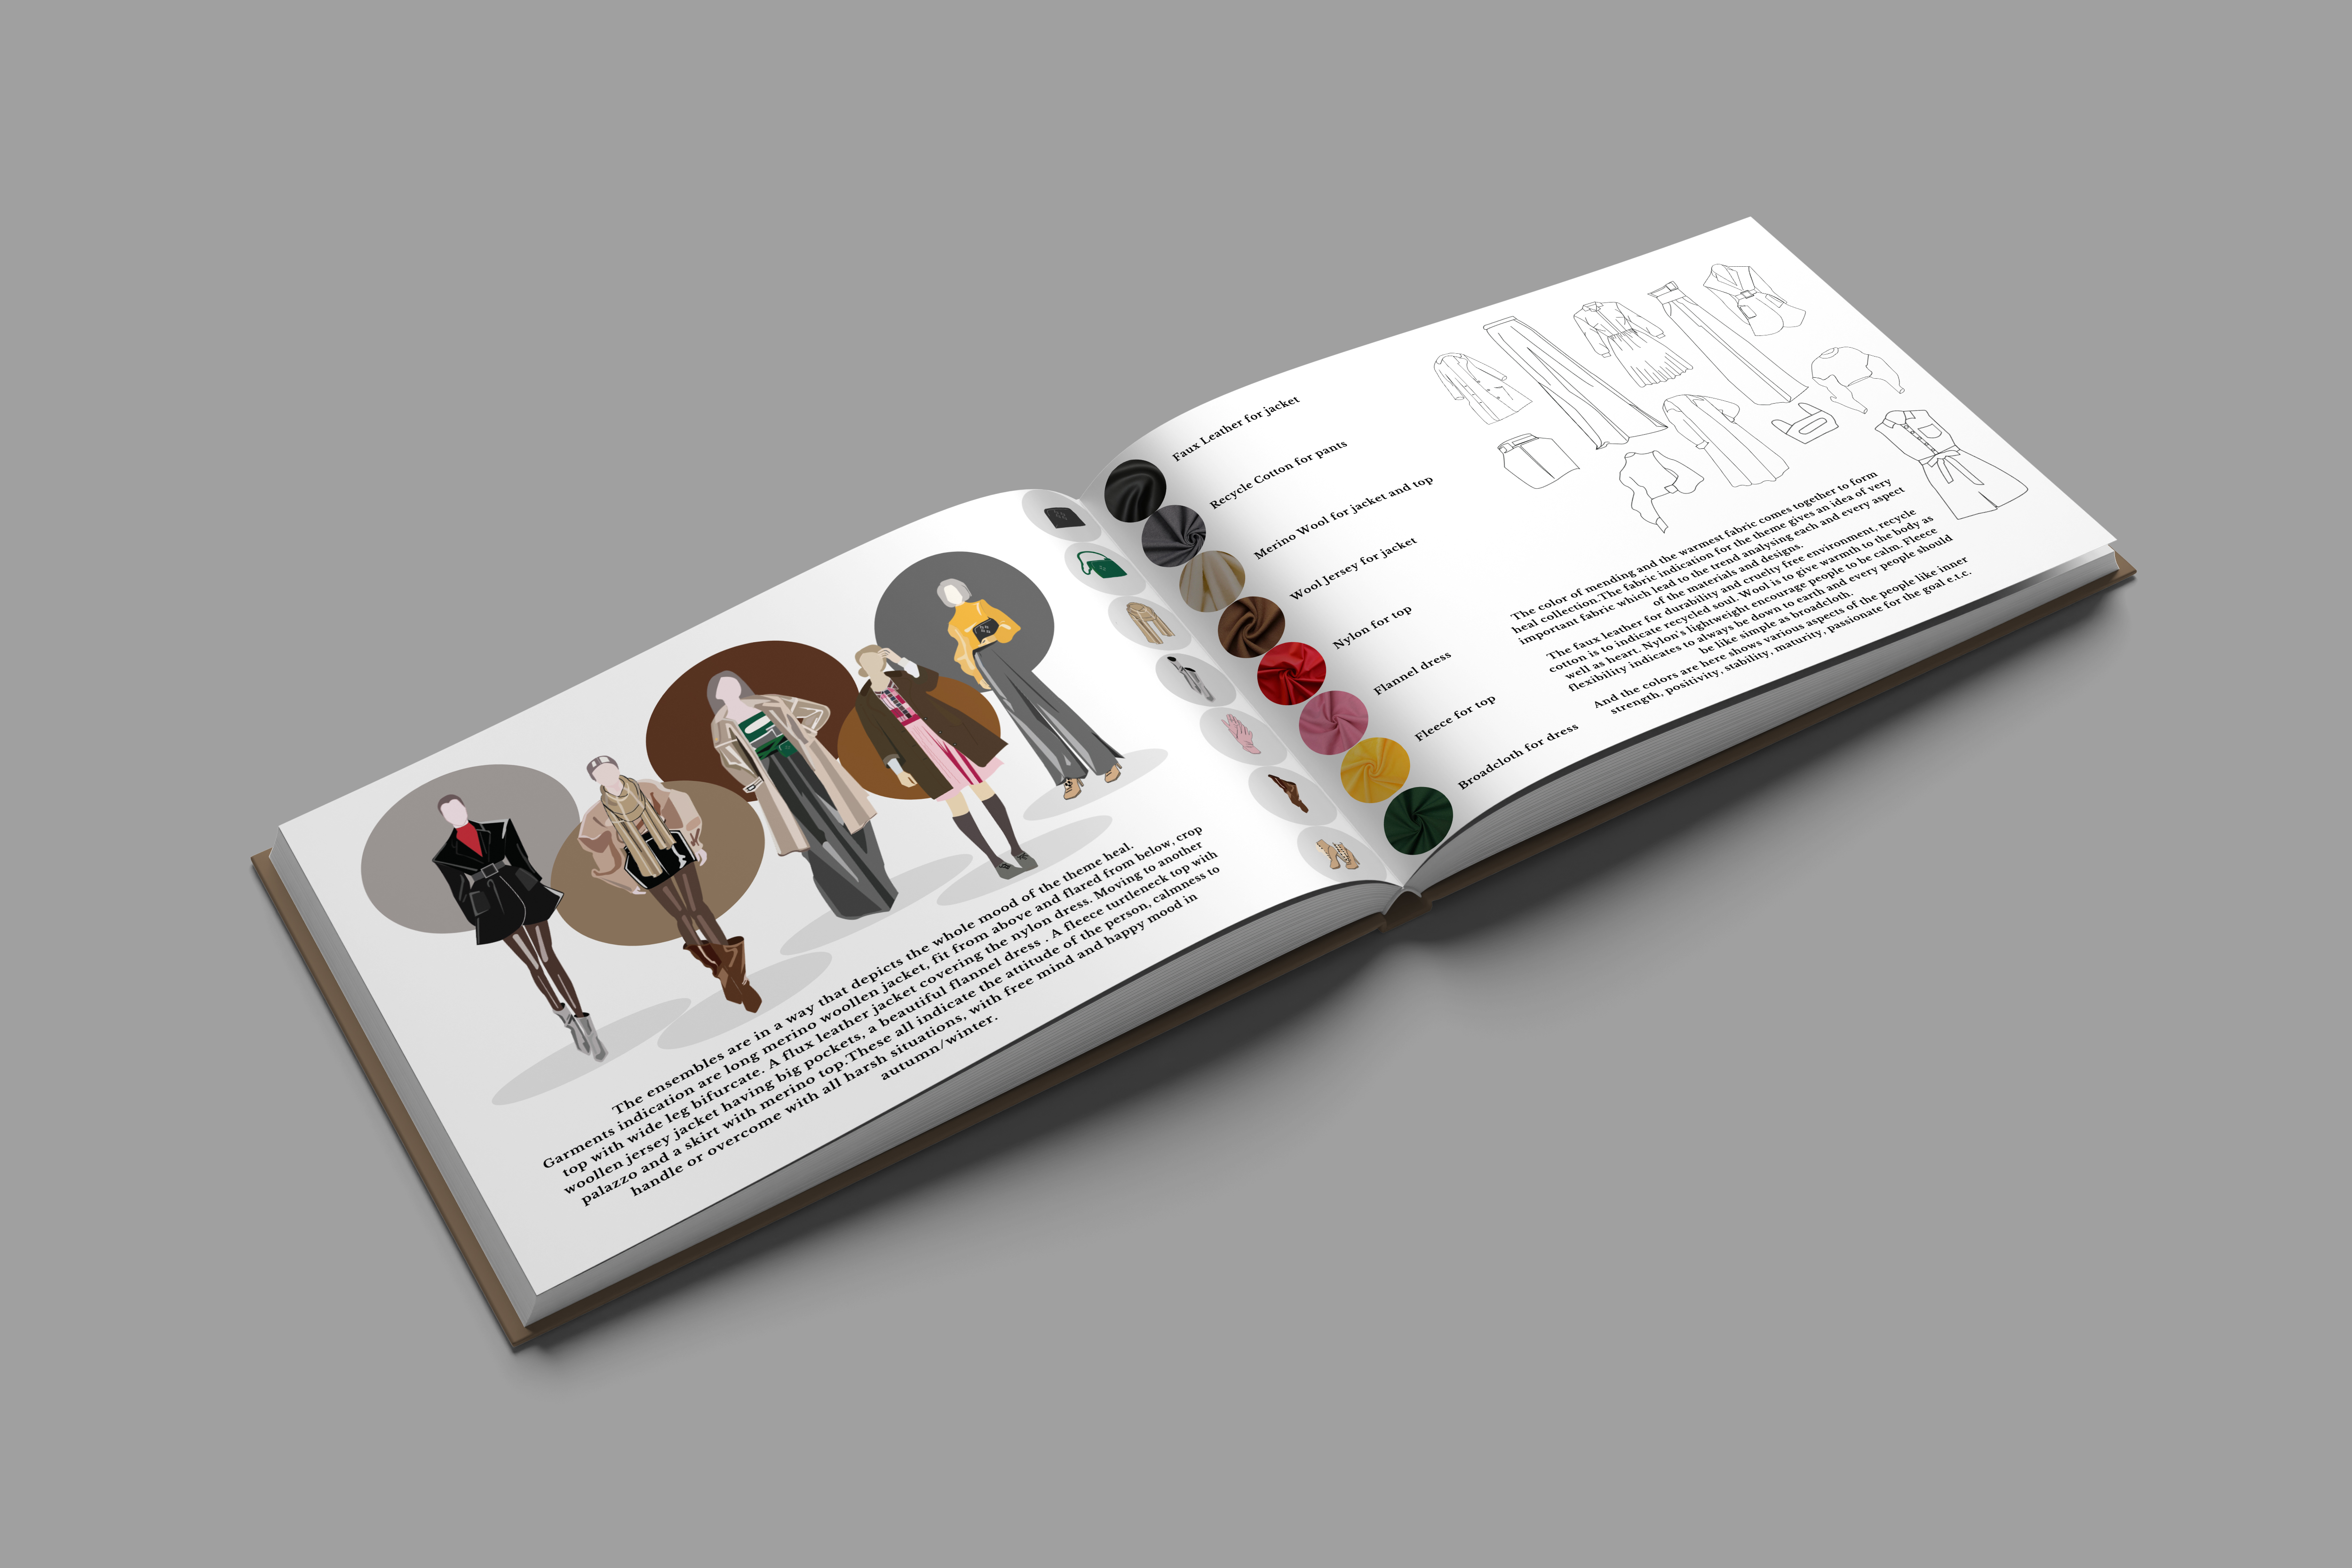 The ensembles are in a way that depicts the whole mood of the theme heal.
Garments indication are long merino woollen jacket, fit from above and flared from below, crop
top with wide leg bifurcate. A flux leather jacket covering the nylon dress. Moving to another
woollen jersey jacket having big pockets, a beautiful flannel dress . A fleece turtleneck top with
palazzo and a skirt with merino top.These all indicate the attitude of the person, calmness to
handle or overcome with all harsh situations, with free mind and happy mood in
autumn/winter.
Faux Leather for jacket
Recycle Cotton for pants
Merino Wool for jacket and top
Wool Jersey for jacket
Nylon for top
Flannel dress
Fleece for top
Broadcloth for dress
The color of mending and the warmest fabric comes together to form
heal collection.The fabric indication for the theme gives an idea of very
important fabric which lead to the trend analysing each and every aspect
of the materials and designs.
The faux leather for durability and cruelty free environment, recycle
cotton is to indicate recycled soul. Wool is to give warmth to the body as
well as heart. Nylon's lightweight encourage people to be calm. Fleece
flexibility indicates to always be down to earth and every people should
be like simple as broadcloth.
And the colors are here shows various aspects of the people like inner
strength, positivity, stability, maturity, passionate for the goal e.t.c.